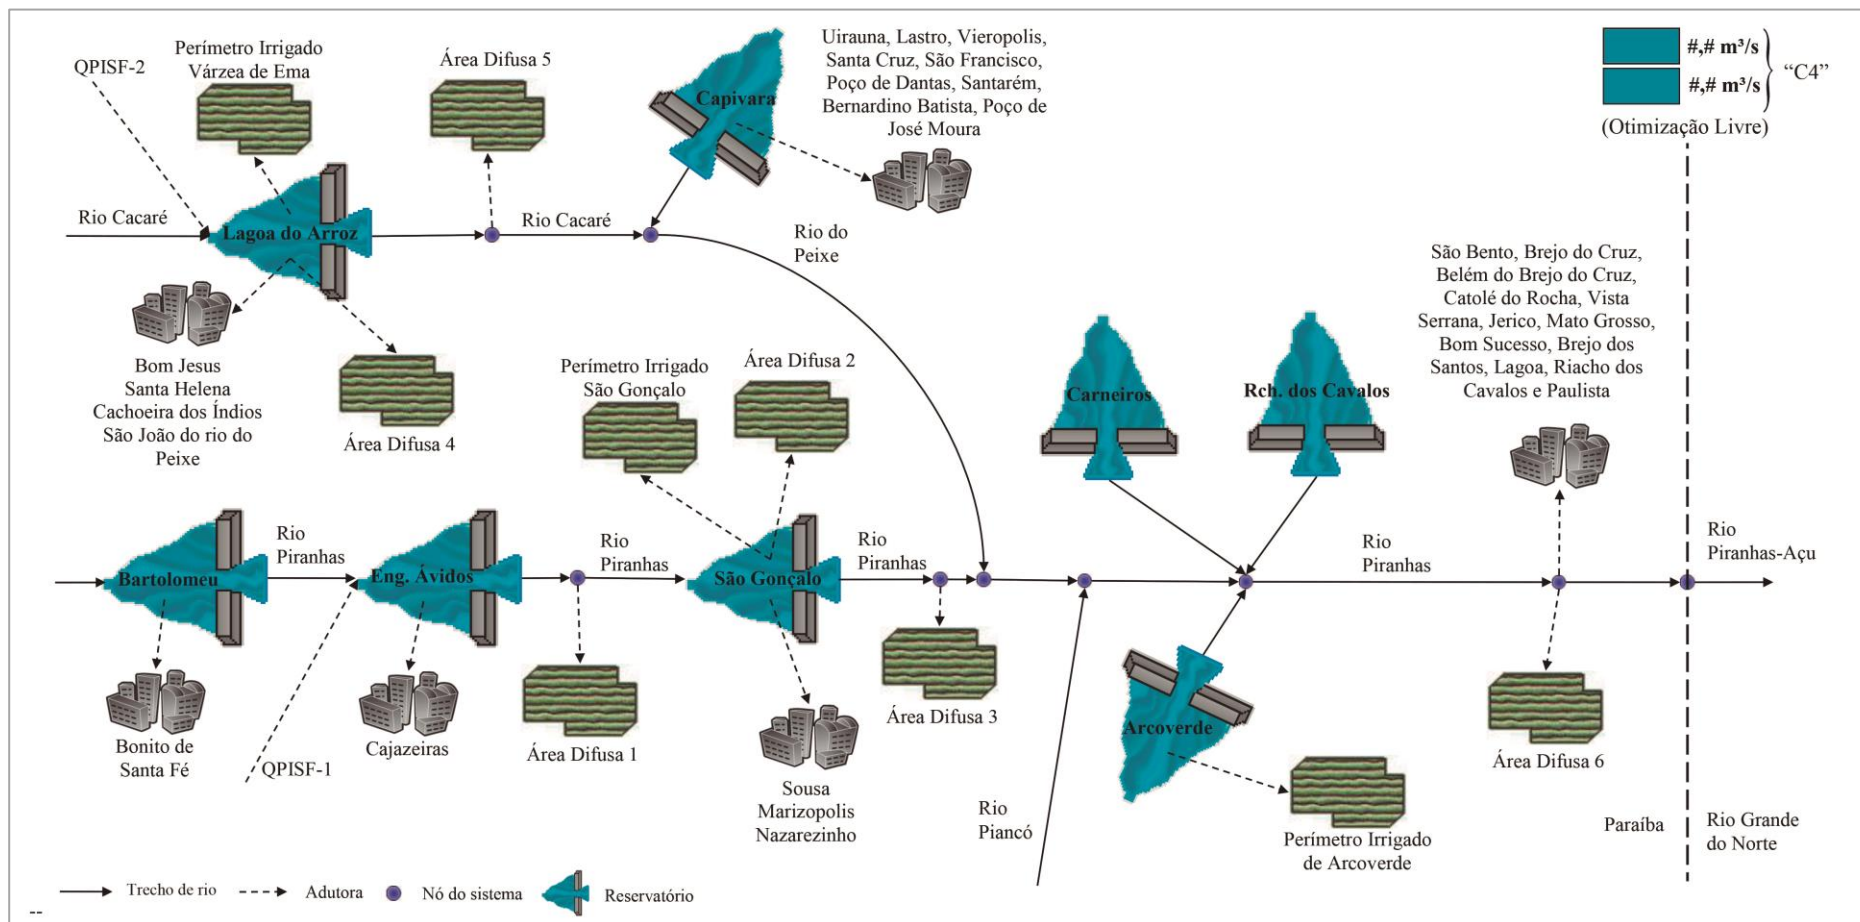 QPISF-2
Perímetro Irrigado
Várzea de Ema
Área Difusa 5
Capivara
Uirauna, Lastro, Vieropolis,
Santa Cruz, São Francisco,
Poço de Dantas, Santarém,
Bernardino Batista, Poço de
José Moura
#,# m³/s
#,# m³/s
“C4”
(Otimização Livre)
Rio Cacaré
Lagoa do Arroz
Rio Cacaré
Rio do
Peixe
São Bento, Brejo do Cruz,
Belém do Brejo do Cruz,
Catolé do Rocha, Vista
Serrana, Jerico, Mato Grosso,
Bom Sucesso, Brejo dos
Santos, Lagoa, Riacho dos
Cavalos e Paulista
Bom Jesus
Santa Helena
Cachoeira dos Índios
São João do rio do
Peixe
Área Difusa 4
Perímetro Irrigado
São Gonçalo
Área Difusa 2
Carneiros
Rch. dos Cavalos
Bartolomeu
Rio
Piranhas
Eng. Ávidos
Rio
Piranhas
São Gonçalo
Rio
Piranhas
Rio
Piranhas
Rio
Piranhas-Açu
Bonito de
Santa Fé
QPISF-1
Cajazeiras
Área Difusa 1
Sousa
Marizopolis
Nazarezinho
Área Difusa 3
Rio
Piancó
Arcoverde
Perímetro Irrigado
de Arcoverde
Área Difusa 6
Paraíba
Rio Grande
do Norte
Trecho de rio
Adutora
Nó do sistema
Reservatório
--